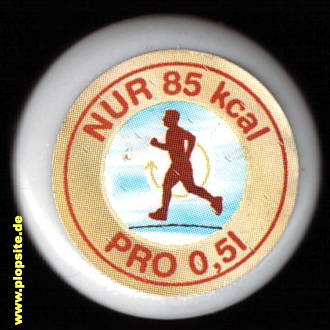 NUR 85 kcal
PRO 0,5l
www.plopsite.de